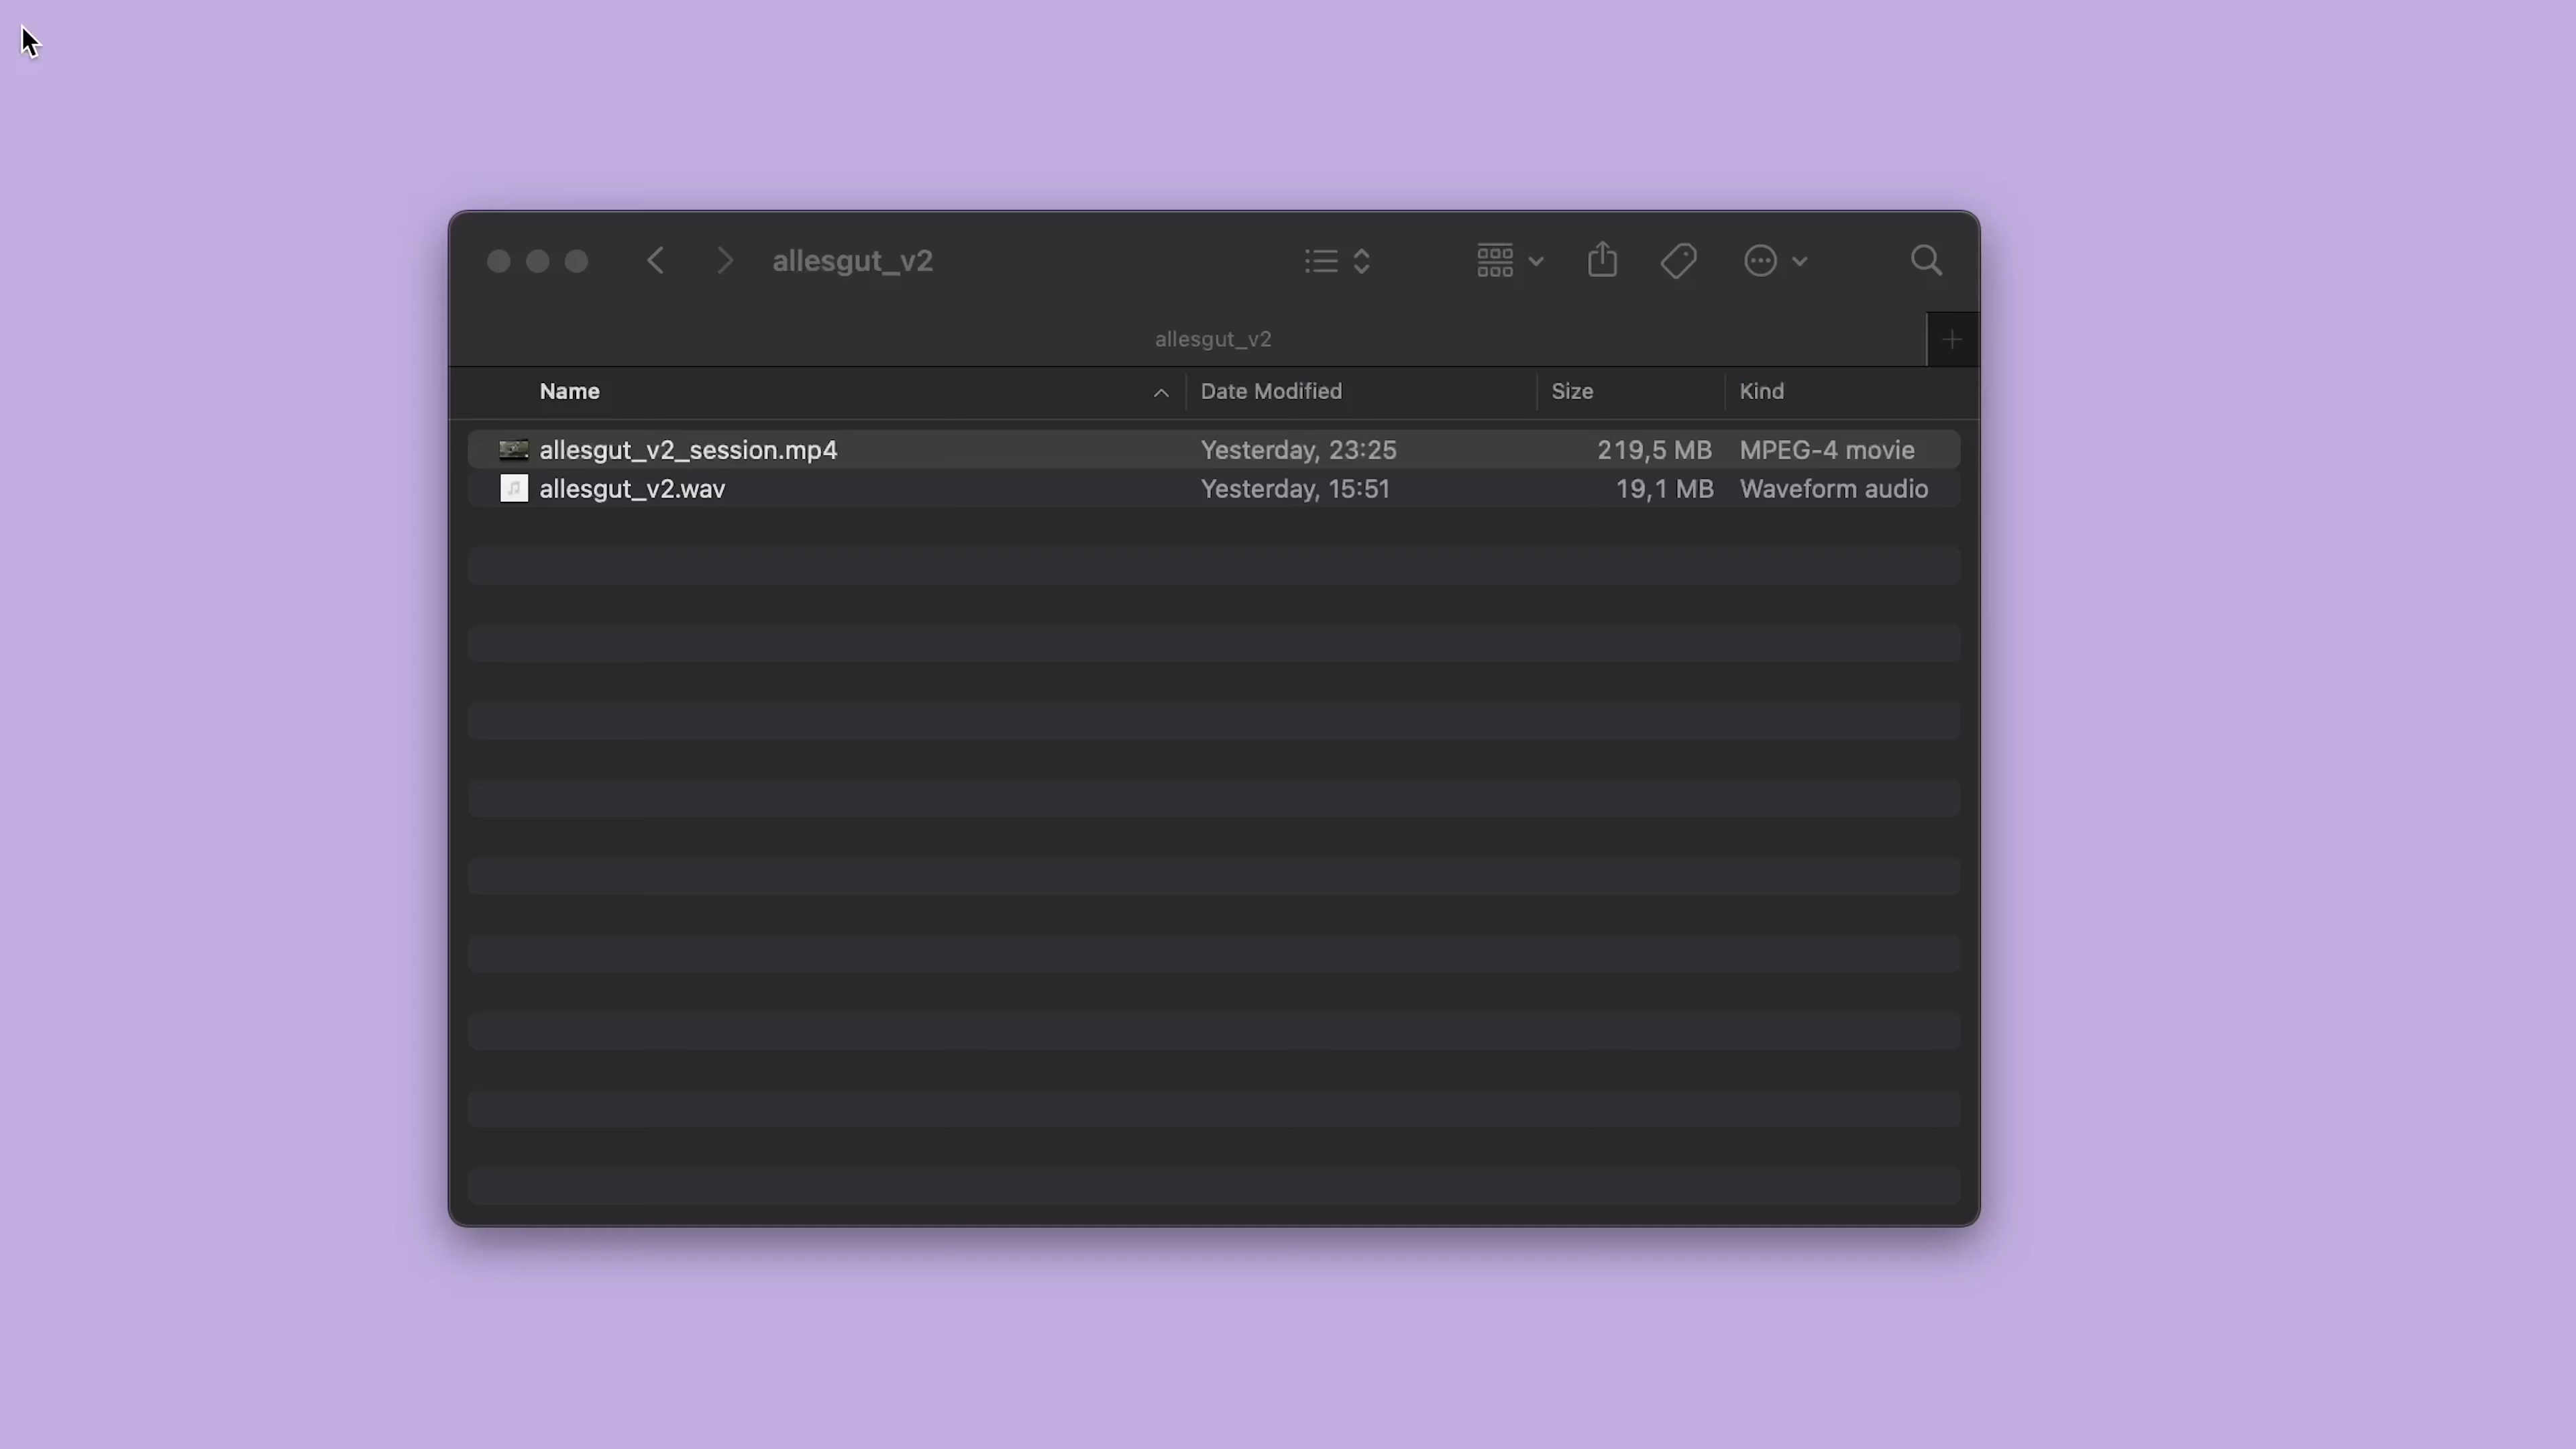 allesgut_v2
allesgut_v2
Name Date Modified Size Kind
allesgut_v2_session.mp4 Yesterday, 23:25 219,5 MB MPEG-4 movie
allesgut_v2.wav Yesterday, 15:51 19,1 MB Waveform audio